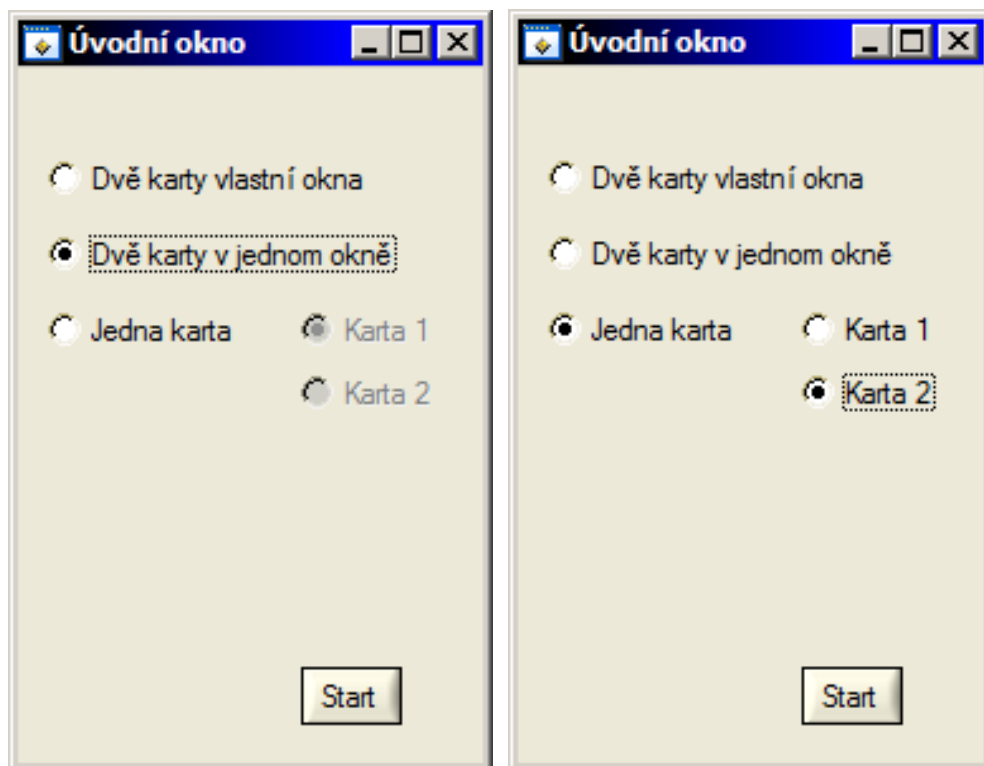 Úvodní okno
Dvě karty vlastní okna
Dvě karty v jednom okně
Jedna karta Karta 1
Karta 2
Start
Úvodní okno
Dvě karty vlastní okna
Dvě karty v jednom okně
Jedna karta Karta 1
Karta 2
Start